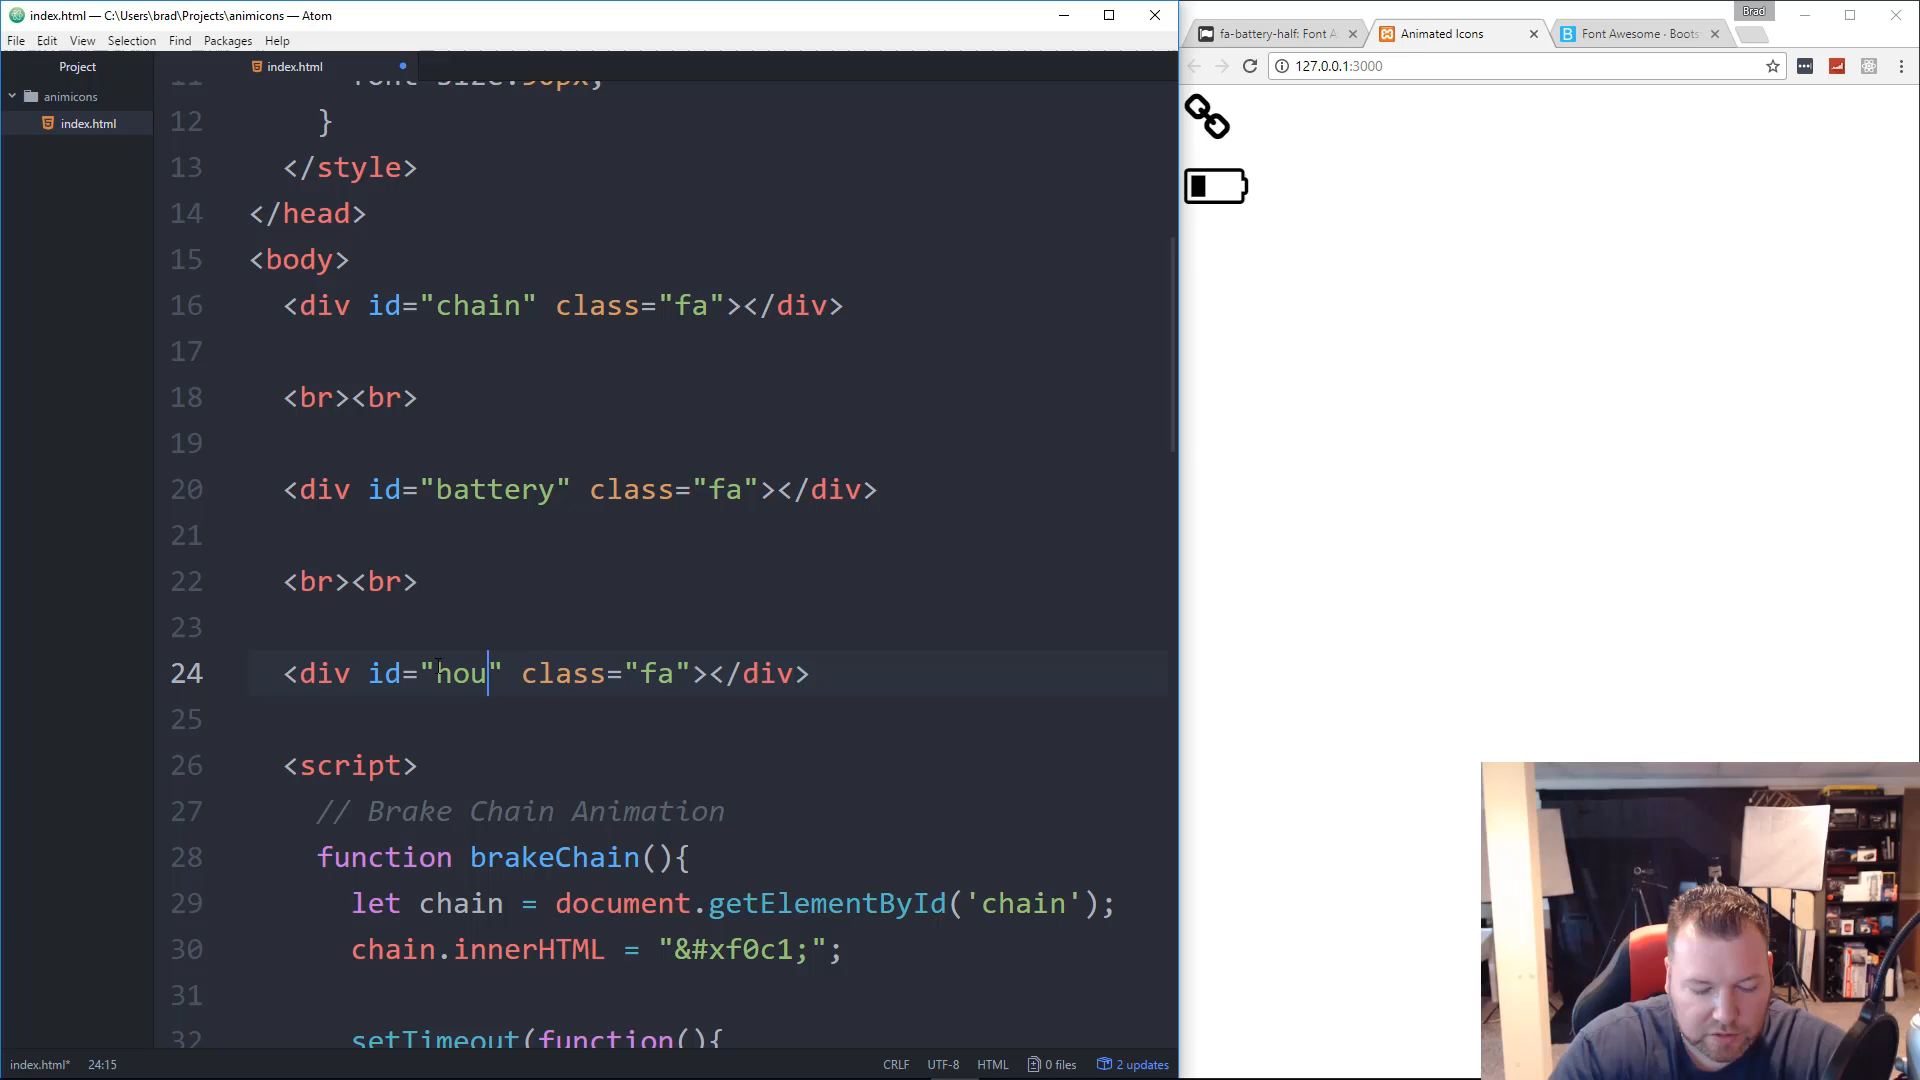 index.html — C:\Users\brad\Projects\animicons — Atom
File Edit View Selection Find Packages Help
Project
animicons
index.html
index.html
11 font-size:50px;
12 }
13 </style>
14 </head>
15 <body>
16 <div id="chain" class="fa"></div>
17
18 <br><br>
19
20 <div id="battery" class="fa"></div>
21
22 <br><br>
23
24 <div id="hou" class="fa"></div>
25
26 <script>
27 // Brake Chain Animation
28 function brakeChain(){
29 let chain = document.getElementById('chain');
30 chain.innerHTML = "&#xf0c1;";
31
32 setTimeout(function(){
index.html* 24:15 CRLF UTF-8 HTML 0 files 2 updates
Brad
fa-battery-half: Font A
Animated Icons
Font Awesome · Boots
127.0.0.1:3000